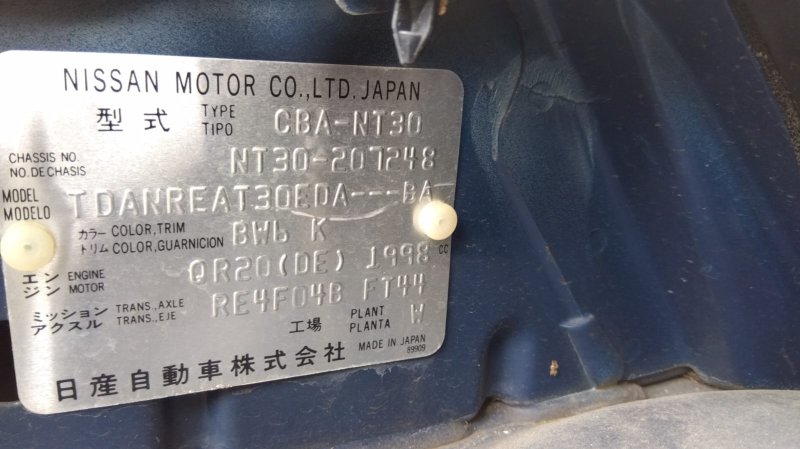 NISSAN MOTOR CO.,LTD. JAPAN
型式 TYPE TIPO CBA-NT30
CHASSIS NO. NO. DE CHASIS NT30-207248
MODEL MODELO TDANREAT30EDA---BA
カラー COLOR,TRIM トリム COLOR,GUARNICION BW6 K
エンジン ENGINE MOTOR QR20(DE) 1998 CC
ミッション TRANS.,AXLE アクスル TRANS.,EJE RE4F04B FT44
工場 PLANT PLANTA W
日産自動車株式会社 MADE IN JAPAN
89909